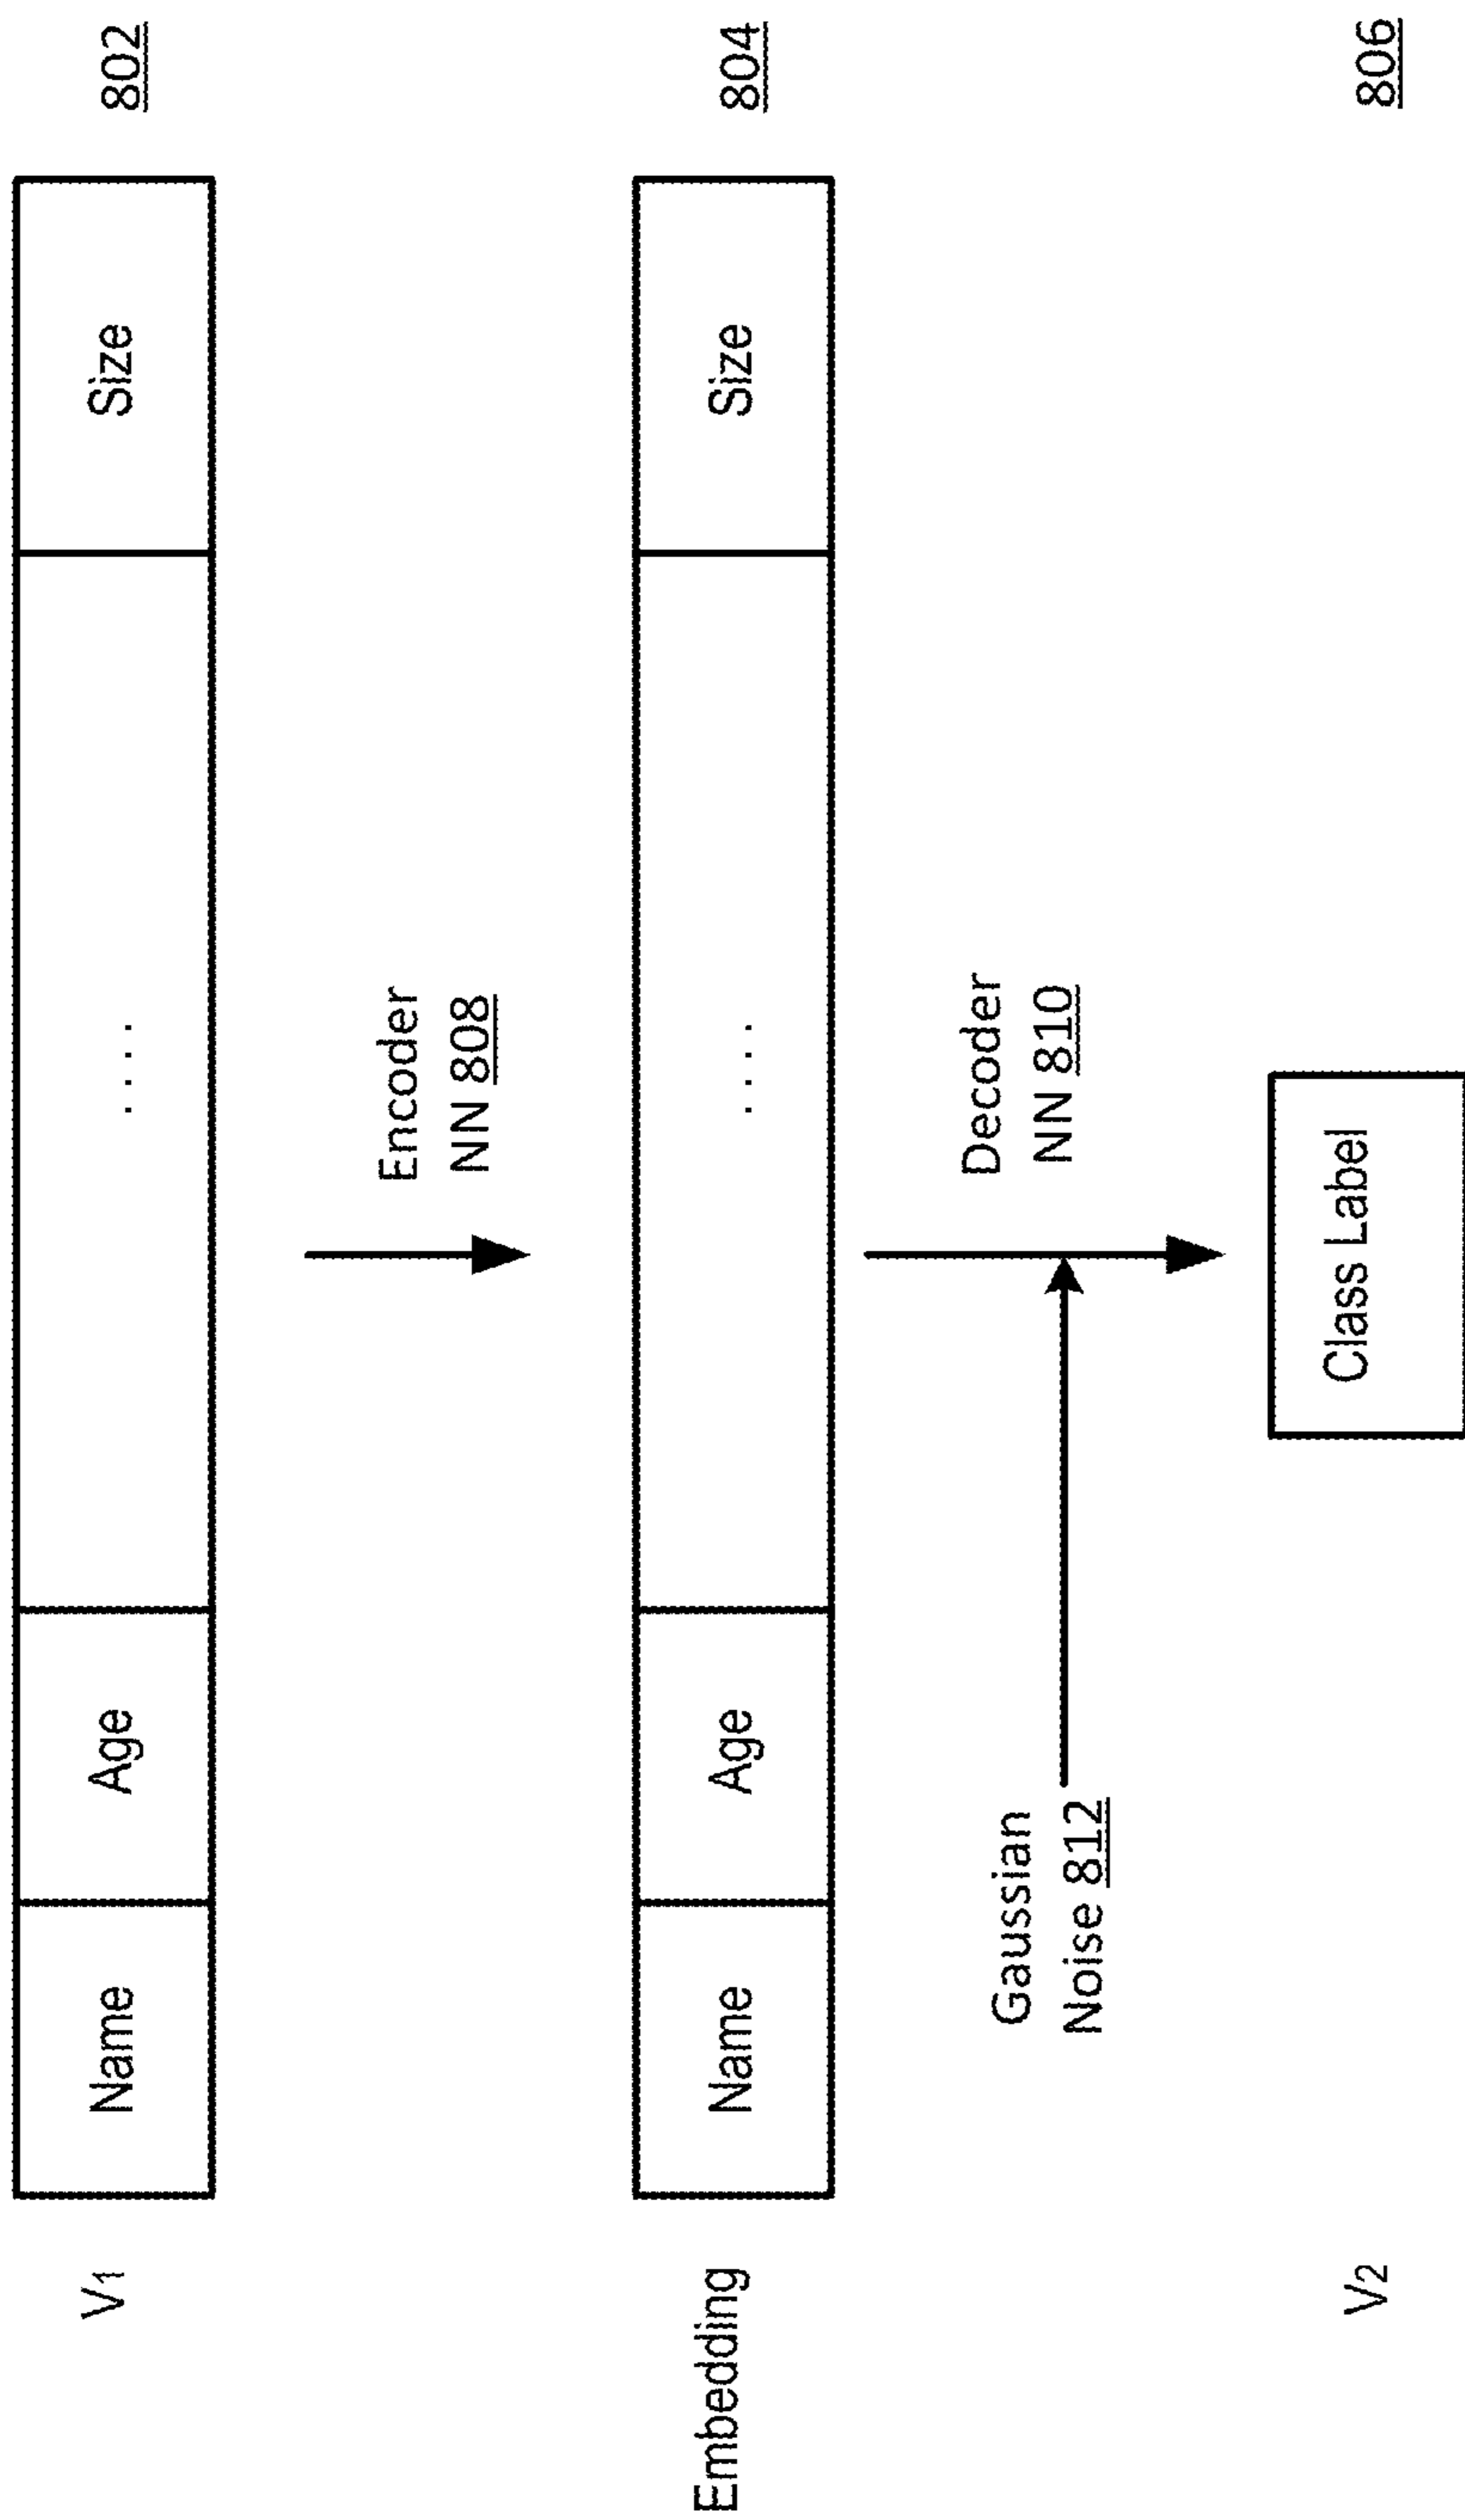 V1 Name Age .... Size 802
Encoder
NN 808
Embedding Name Age .... Size 804
Gaussian
Noise 812
Decoder
NN 810
V2 Class Label 806